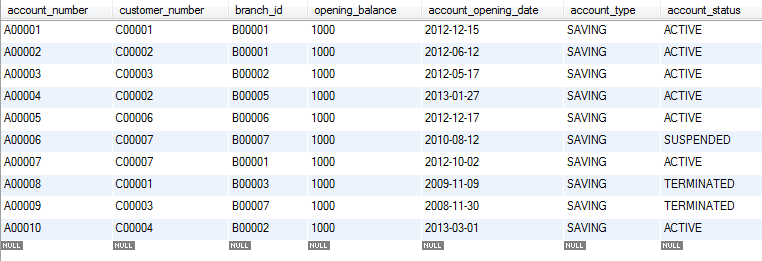 account_number customer_number branch_id opening_balance account_opening_date account_type account_status
A00001 C00001 B00001 1000 2012-12-15 SAVING ACTIVE
A00002 C00002 B00001 1000 2012-06-12 SAVING ACTIVE
A00003 C00003 B00002 1000 2012-05-17 SAVING ACTIVE
A00004 C00002 B00005 1000 2013-01-27 SAVING ACTIVE
A00005 C00006 B00006 1000 2012-12-17 SAVING ACTIVE
A00006 C00007 B00007 1000 2010-08-12 SAVING SUSPENDED
A00007 C00007 B00001 1000 2012-10-02 SAVING ACTIVE
A00008 C00001 B00003 1000 2009-11-09 SAVING TERMINATED
A00009 C00003 B00007 1000 2008-11-30 SAVING TERMINATED
A00010 C00004 B00002 1000 2013-03-01 SAVING ACTIVE
NULL NULL NULL NULL NULL NULL NULL